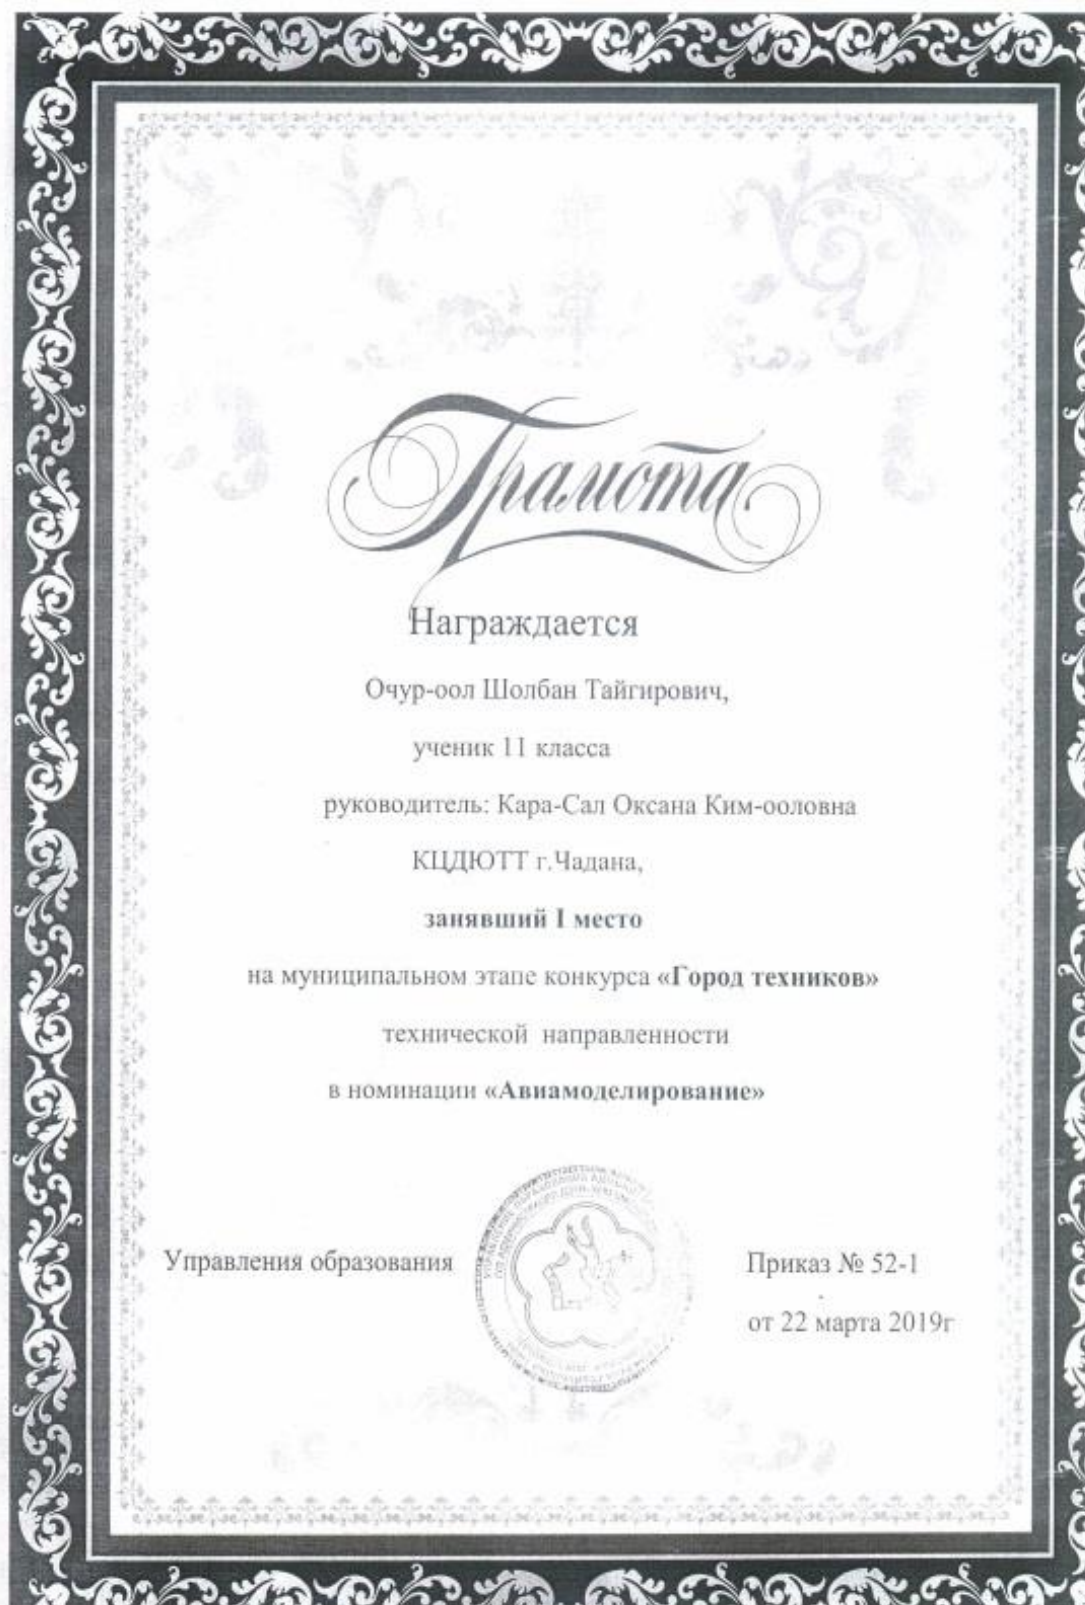 Грамота
Награждается
Очур-оол Шолбан Тайгирович,
ученик 11 класса
руководитель: Кара-Сал Оксана Ким-ооловна
КЦДЮТТ г.Чадана,
занявший I место
на муниципальном этапе конкурса «Город техников»
технической  направленности
в номинации «Авиамоделирование»
Управления образования
Приказ № 52-1
от 22 марта 2019г